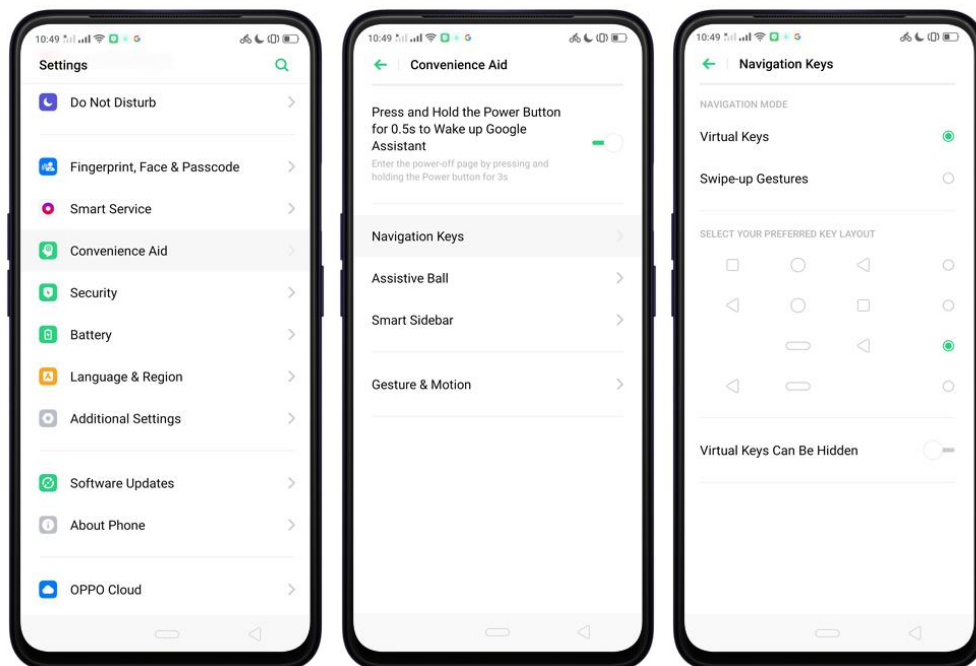 10:49
Settings
Do Not Disturb
Fingerprint, Face & Passcode
Smart Service
Convenience Aid
Security
Battery
Language & Region
Additional Settings
Software Updates
About Phone
OPPO Cloud
10:49
Convenience Aid
Press and Hold the Power Button
for 0.5s to Wake up Google
Assistant
Enter the power-off page by pressing and
holding the Power button for 3s
Navigation Keys
Assistive Ball
Smart Sidebar
Gesture & Motion
10:49
Navigation Keys
NAVIGATION MODE
Virtual Keys
Swipe-up Gestures
SELECT YOUR PREFERRED KEY LAYOUT
Virtual Keys Can Be Hidden